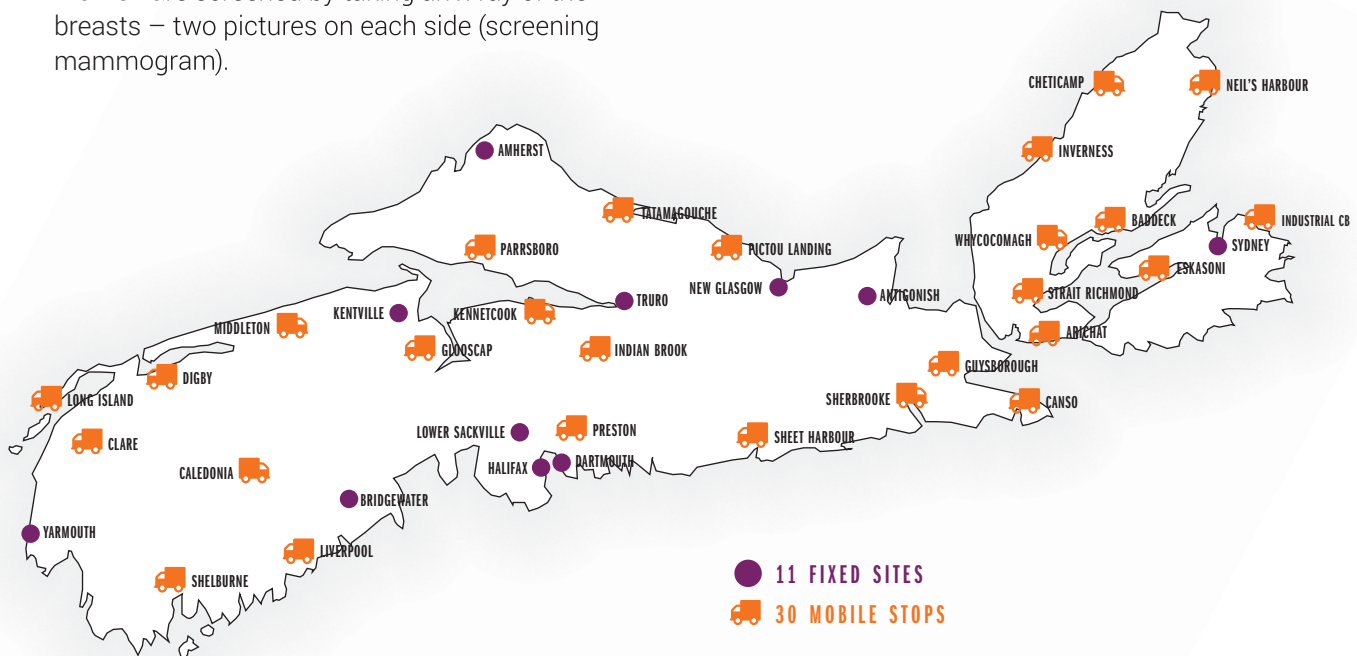 breasts – two pictures on each side (screening
mammogram).
CHETICAMP
NEIL'S HARBOUR
INVERNESS
AMHERST
TATAMAGOUCHE
BADDECK
INDUSTRIAL CB
WHYCOCOMAGH
SYDNEY
PARRSBORO
PICTOU LANDING
ESKASONI
NEW GLASGOW
ANTIGONISH
STRAIT RICHMOND
TRURO
KENTVILLE
KENNETCOOK
MIDDLETON
ARICHAT
GLOOSCAP
INDIAN BROOK
GUYSBOROUGH
DIGBY
LONG ISLAND
SHERBROOKE
CANSO
LOWER SACKVILLE
PRESTON
SHEET HARBOUR
CLARE
HALIFAX
DARTMOUTH
CALEDONIA
BRIDGEWATER
YARMOUTH
LIVERPOOL
SHELBURNE
11 FIXED SITES
30 MOBILE STOPS